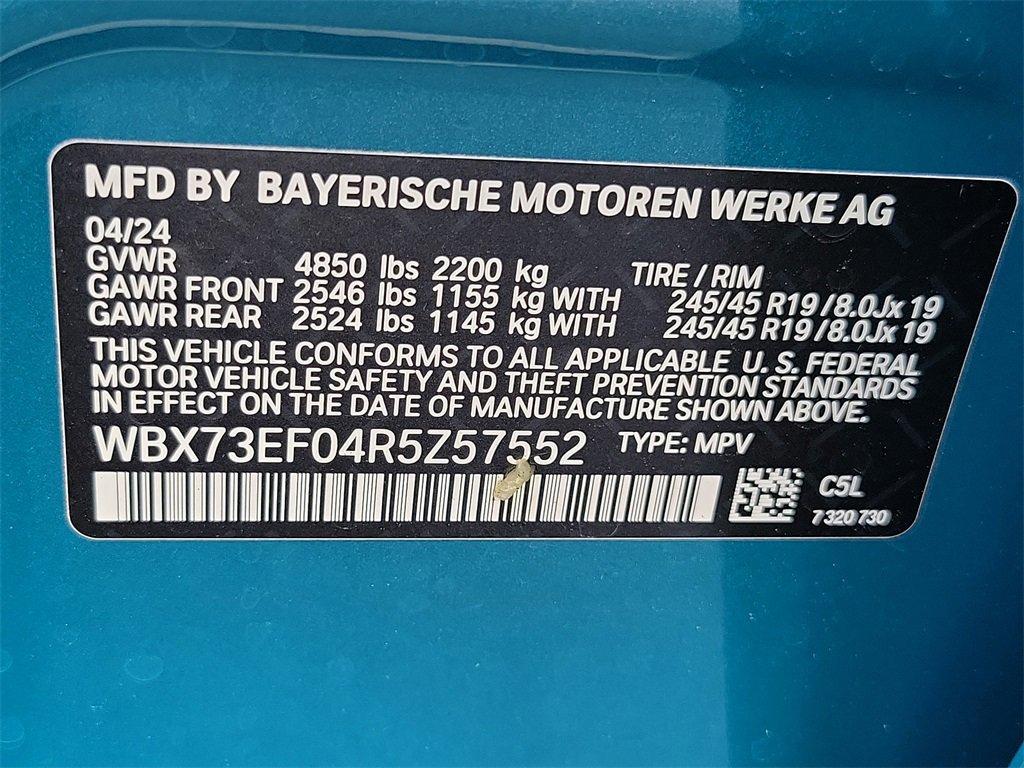 MFD BY BAYERISCHE MOTOREN WERKE AG
04/24
GVWR 4850 lbs 2200 kg TIRE / RIM
GAWR FRONT 2546 lbs 1155 kg WITH 245/45 R19 / 8.0Jx 19
GAWR REAR 2524 lbs 1145 kg WITH 245/45 R19 / 8.0Jx 19
THIS VEHICLE CONFORMS TO ALL APPLICABLE U. S. FEDERAL
MOTOR VEHICLE SAFETY AND THEFT PREVENTION STANDARDS
IN EFFECT ON THE DATE OF MANUFACTURE SHOWN ABOVE.
WBX73EF04R5Z57552 TYPE: MPV
C5L
7 320 730